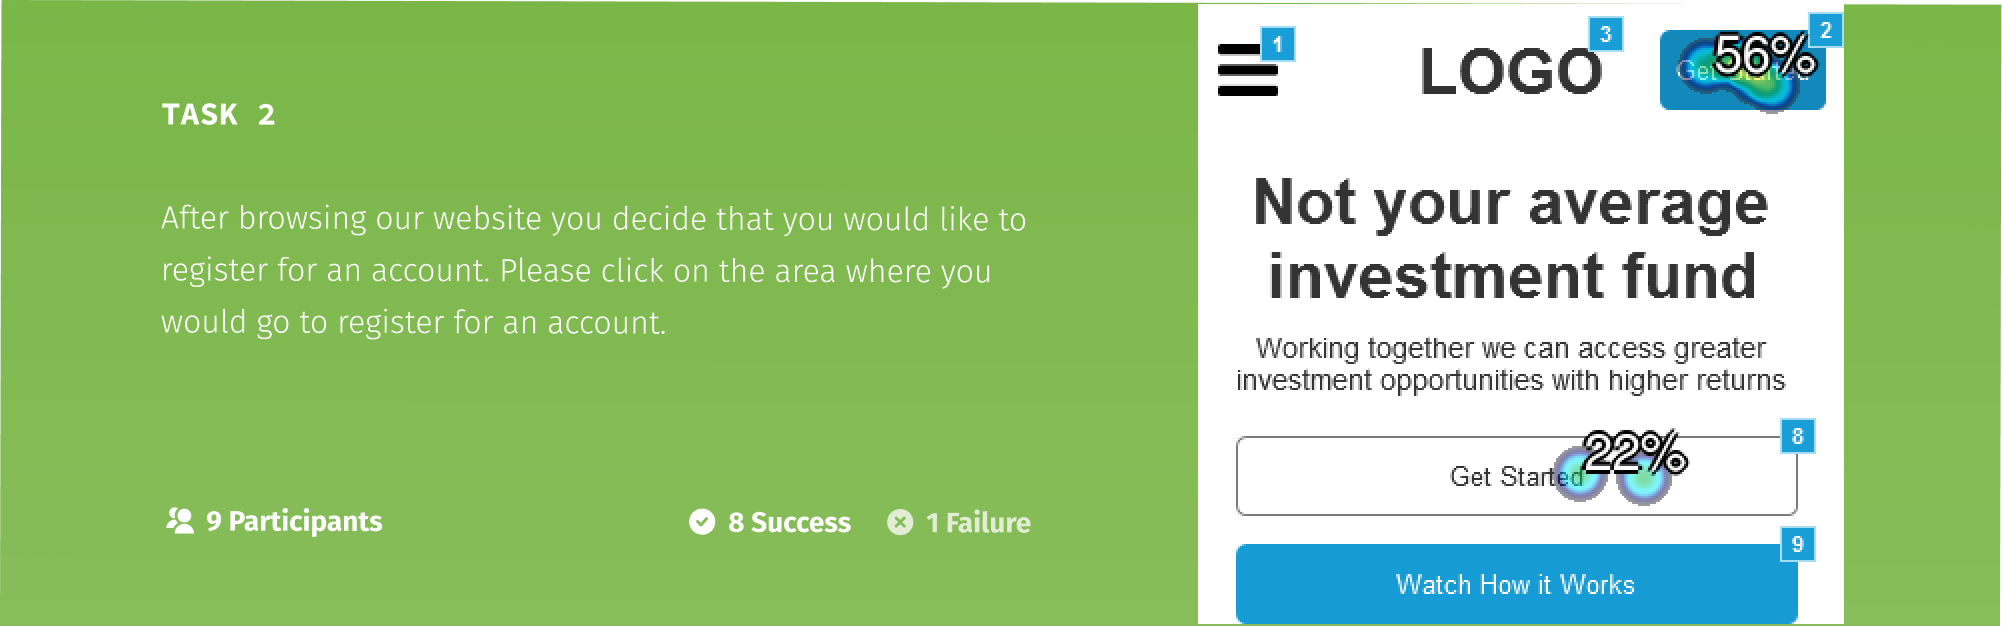 TASK 2
After browsing our website you decide that you would like to
register for an account. Please click on the area where you
would go to register for an account.
9 Participants
8 Success
1 Failure
1
LOGO
3
2
Get Started
56%
Not your average
investment fund
Working together we can access greater
investment opportunities with higher returns
8
Get Started
22%
9
Watch How it Works